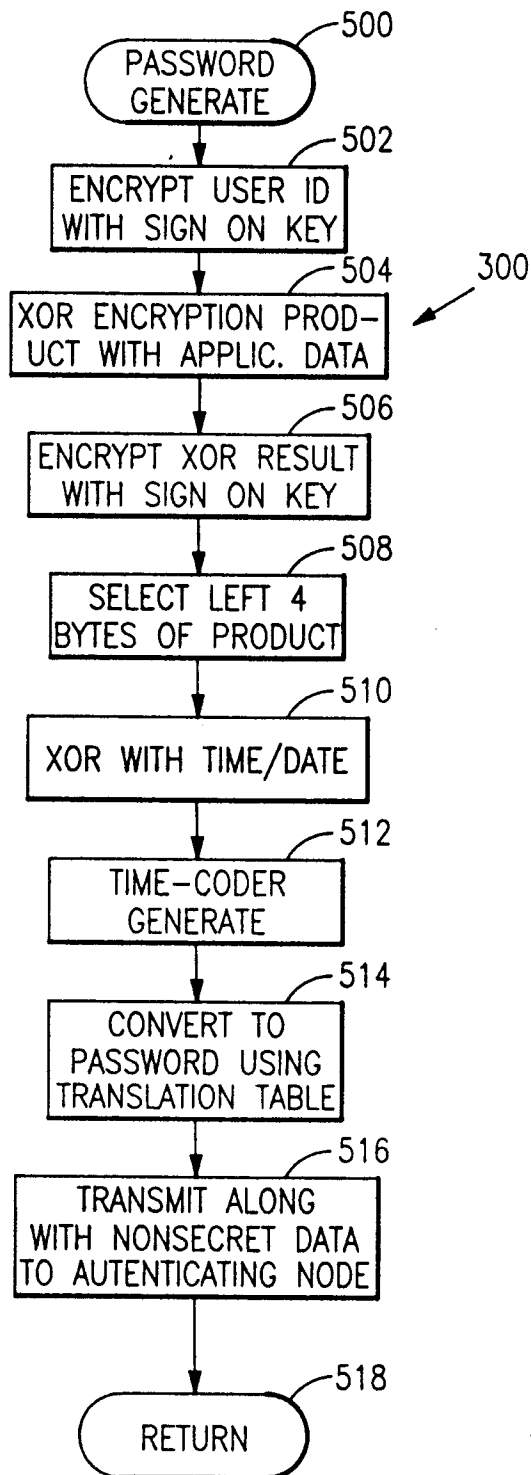 500
PASSWORD
GENERATE
502
ENCRYPT USER ID
WITH SIGN ON KEY
504
300
XOR ENCRYPTION PROD-
UCT WITH APPLIC. DATA
506
ENCRYPT XOR RESULT
WITH SIGN ON KEY
508
SELECT LEFT 4
BYTES OF PRODUCT
510
XOR WITH TIME/DATE
512
TIME-CODER
GENERATE
514
CONVERT TO
PASSWORD USING
TRANSLATION TABLE
516
TRANSMIT ALONG
WITH NONSECRET DATA
TO AUTENTICATING NODE
518
RETURN